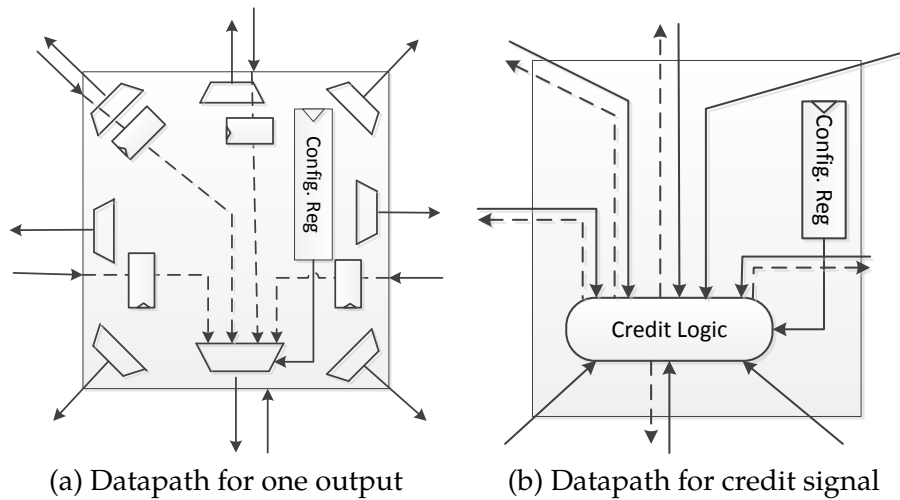 Config. Reg
Config. Reg
Credit Logic
(a) Datapath for one output
(b) Datapath for credit signal